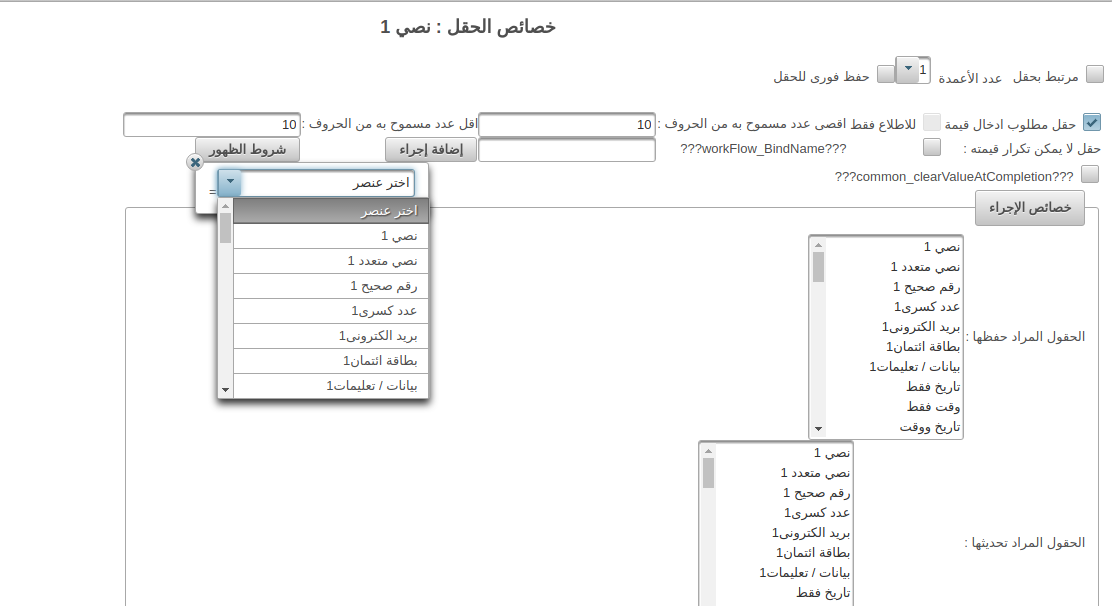 خصائص الحقل : نصي 1
مرتبط بحقل عدد الأعمدة 1 حفظ فورى للحقل
حقل مطلوب ادخال قيمة للاطلاع فقط اقصى عدد مسموح به من الحروف : 10 اقل عدد مسموح به من الحروف : 10
حقل لا يمكن تكرار قيمته : ???workFlow_BindName??? إضافة إجراء شروط الظهور
???common_clearValueAtCompletion???
اختر عنصر =
اختر عنصر
نصي 1
نصي متعدد 1
رقم صحيح 1
عدد كسرى1
بريد الكترونى1
بطاقة ائتمان1
بيانات / تعليمات1
خصائص الإجراء
الحقول المراد حفظها :
نصي 1
نصي متعدد 1
رقم صحيح 1
عدد كسرى1
بريد الكترونى1
بطاقة ائتمان1
بيانات / تعليمات1
تاريخ فقط
وقت فقط
تاريخ ووقت
الحقول المراد تحديثها :
نصي 1
نصي متعدد 1
رقم صحيح 1
عدد كسرى1
بريد الكترونى1
بطاقة ائتمان1
بيانات / تعليمات1
تاريخ فقط